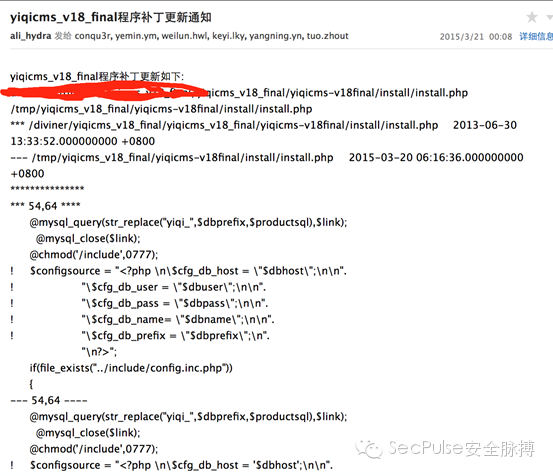 yiqicms_v18_final程序补丁更新通知
ali_hydra 发给 conqu3r, yemin.ym, weilun.hwl, keyi.lky, yangning.yn, tuo.zhout 2015/3/21 00:08 详细信息
yiqicms_v18_final程序补丁更新如下:
/yiqicms-v18final/install/install.php
/tmp/yiqicms_v18_final/yiqicms-v18final/install/install.php
*** /diviner/yiqicms_v18_final/yiqicms_v18_final/yiqicms-v18final/install/install.php 2013-06-30
13:33:52.000000000 +0800
--- /tmp/yiqicms_v18_final/yiqicms-v18final/install/install.php 2015-03-20 06:16:36.000000000
+0800
***************
*** 54,64 ****
@mysql_query(str_replace("yiqi_",$dbprefix,$productsql),$link);
@mysql_close($link);
@chmod('/include',0777);
! $configsource = "<?php \n\$cfg_db_host = \"$dbhost\";\n\n".
! "\$cfg_db_user = \"$dbuser\";\n\n".
! "\$cfg_db_pass = \"$dbpass\";\n\n".
! "\$cfg_db_name= \"$dbname\";\n\n".
! "\$cfg_db_prefix = \"$dbprefix\";\n".
"\n?>";
if(file_exists("../include/config.inc.php"))
{
--- 54,64 ----
@mysql_query(str_replace("yiqi_",$dbprefix,$productsql),$link);
@mysql_close($link);
@chmod('/include',0777);
! $configsource = "<?php \n\$cfg_db_host = '$dbhost';\n\n".
SecPulse安全脉搏